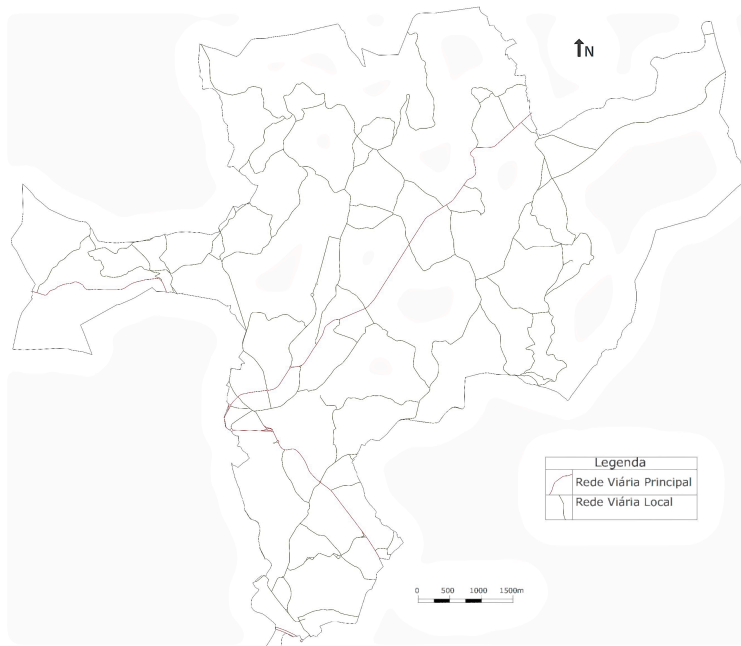 N
Legenda
Rede Viária Principal
Rede Viária Local
0 500 1000 1500m